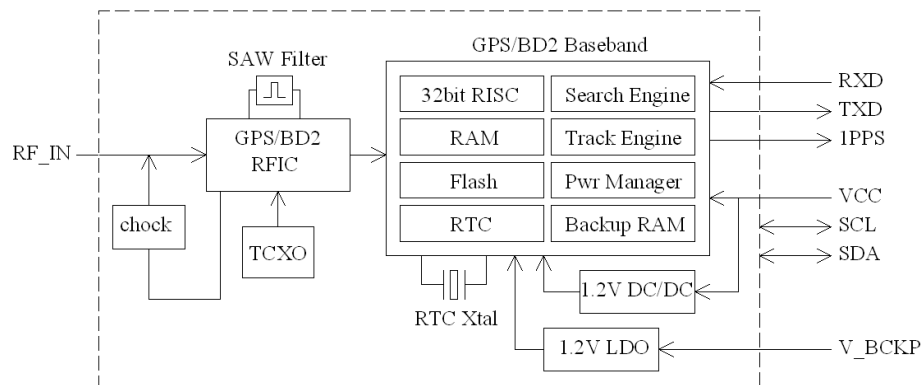 GPS/BD2 Baseband
SAW Filter
32bit RISC
Search Engine
RXD
TXD
GPS/BD2
RFIC
RAM
Track Engine
1PPS
RF_IN
Flash
Pwr Manager
VCC
chock
RTC
Backup RAM
SCL
TCXO
SDA
1.2V DC/DC
RTC Xtal
1.2V LDO
V_BCKP